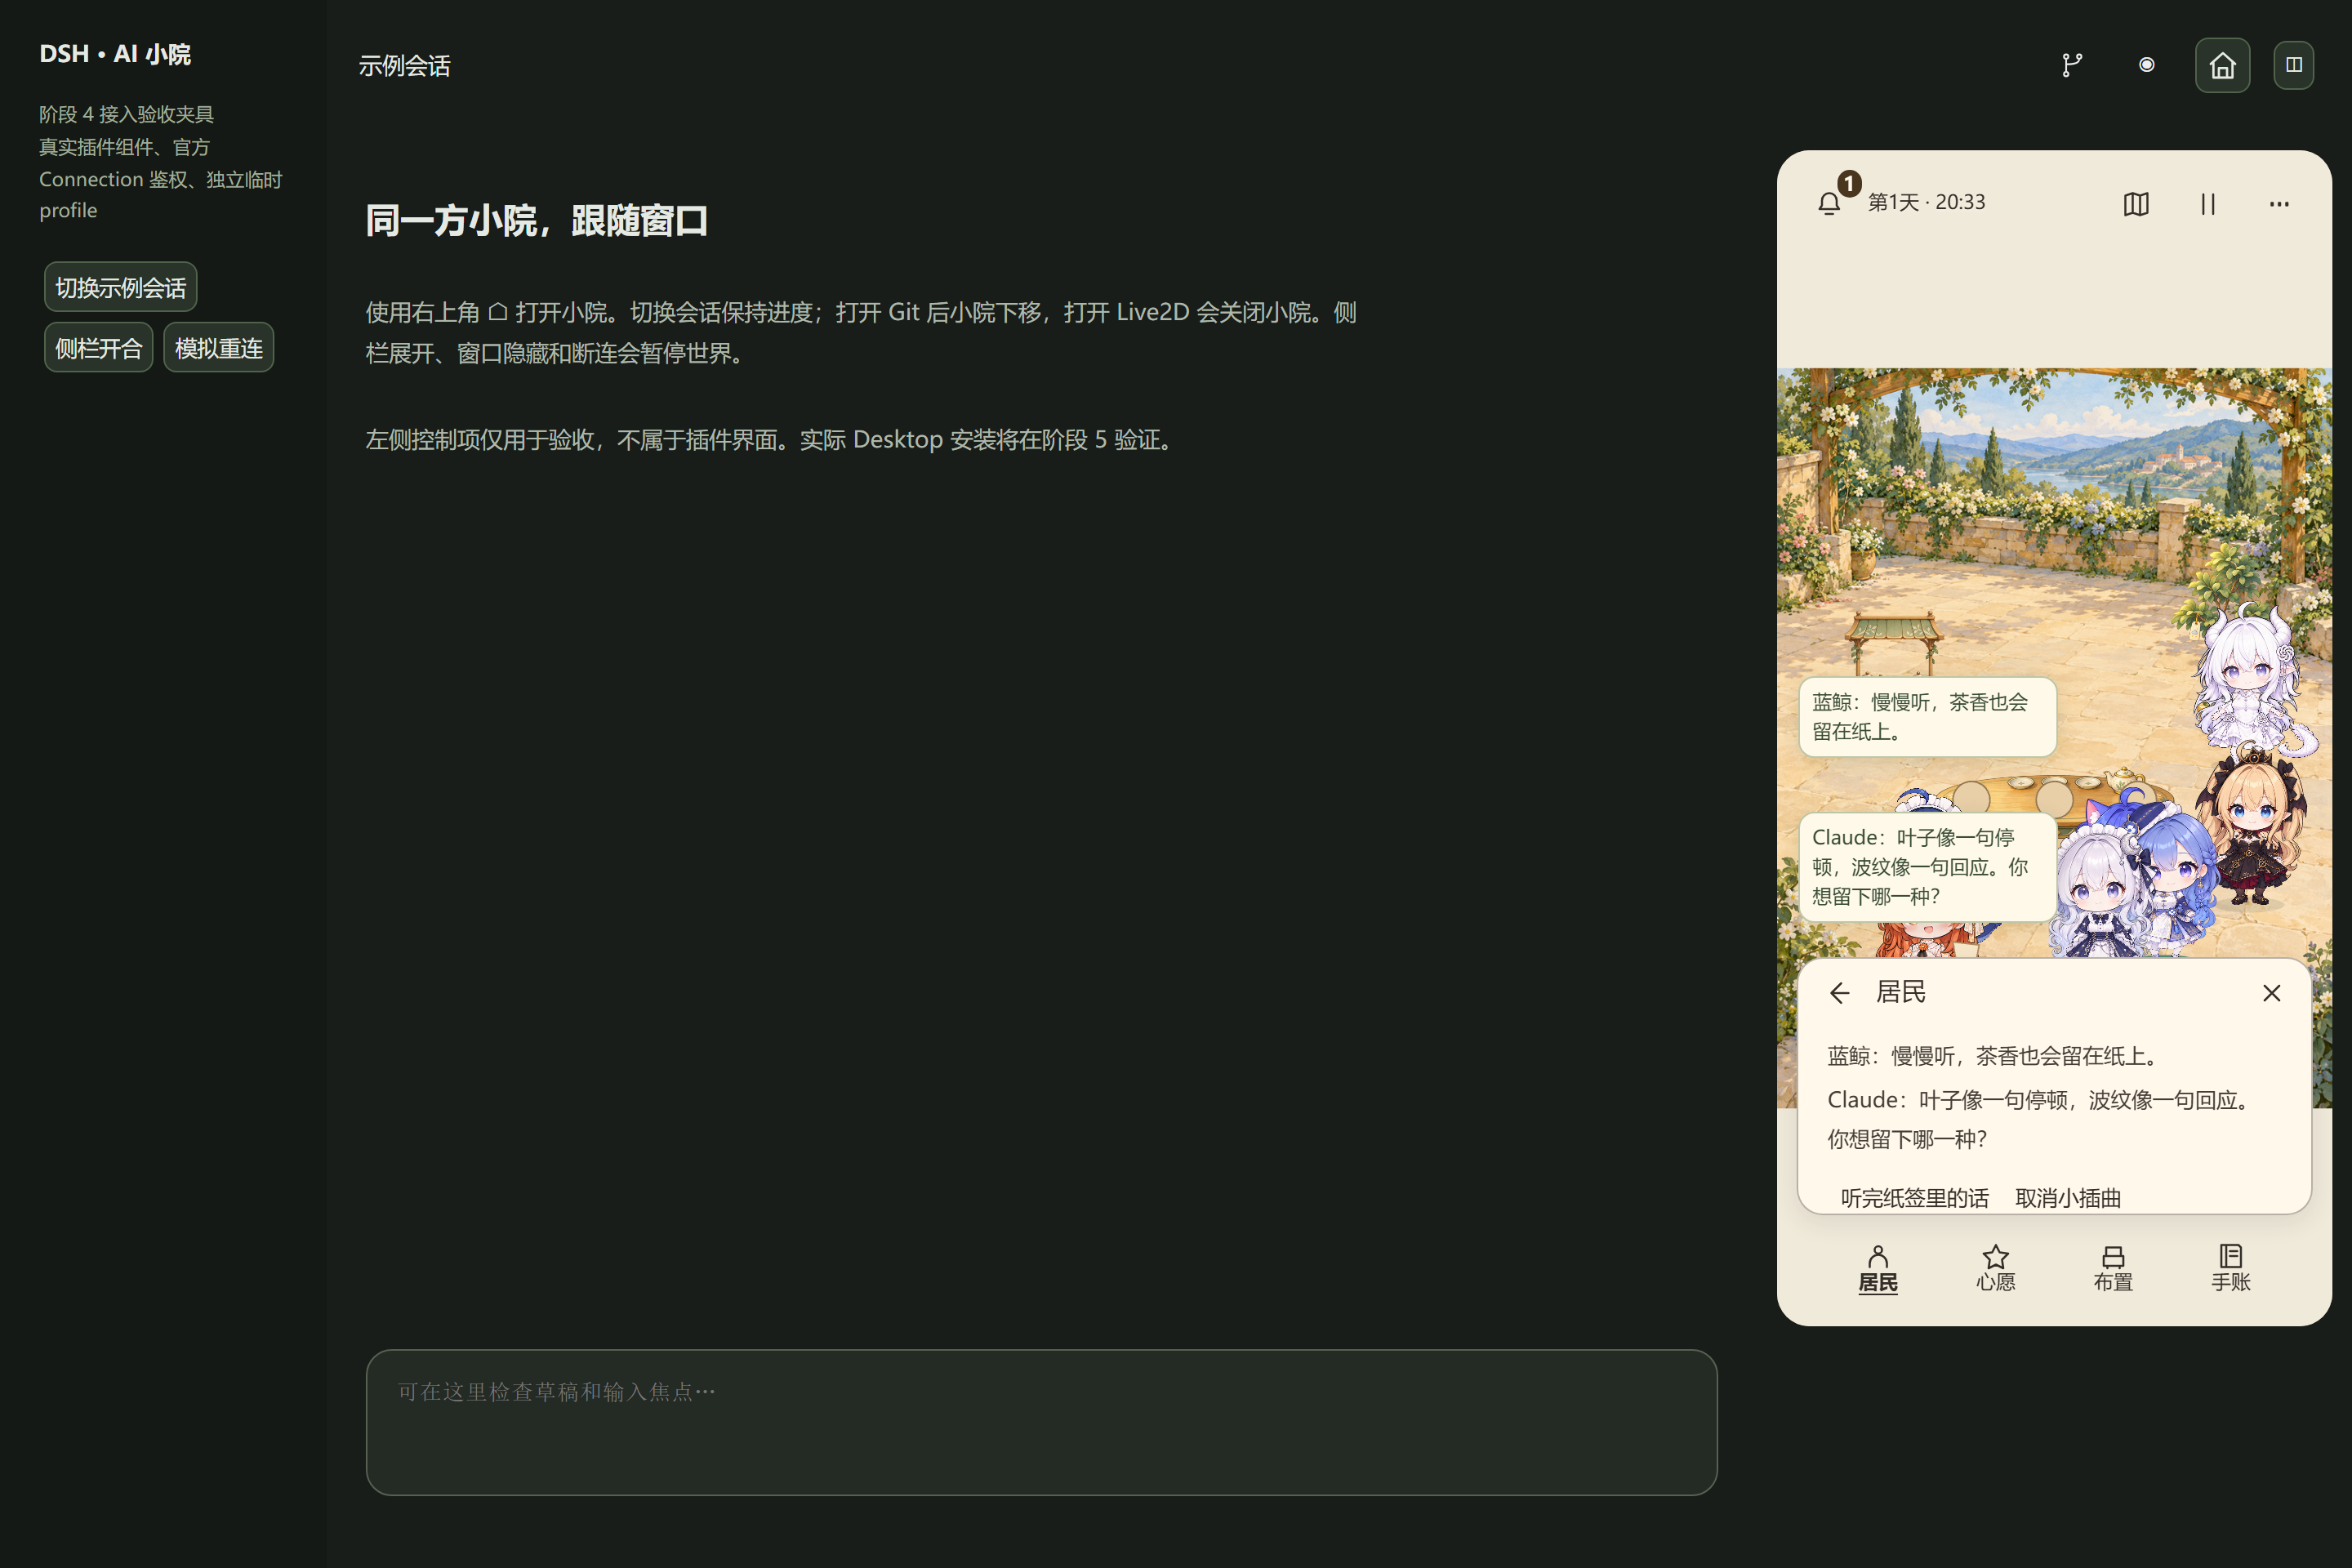 DSH • AI 小院
阶段 4 接入验收夹具
真实插件组件、官方
Connection 鉴权、独立临时
profile
切换示例会话
侧栏开合
模拟重连
示例会话
同一方小院，跟随窗口
使用右上角 ⌂ 打开小院。切换会话保持进度；打开 Git 后小院下移，打开 Live2D 会关闭小院。侧
栏展开、窗口隐藏和断连会暂停世界。
左侧控制项仅用于验收，不属于插件界面。实际 Desktop 安装将在阶段 5 验证。
可在这里检查草稿和输入焦点…
1
第1天 · 20:33
蓝鲸：慢慢听，茶香也会
留在纸上。
Claude：叶子像一句停
顿，波纹像一句回应。你
想留下哪一种？
居民
蓝鲸：慢慢听，茶香也会留在纸上。
Claude：叶子像一句停顿，波纹像一句回应。
你想留下哪一种？
听完纸签里的话
取消小插曲
居民
心愿
布置
手账